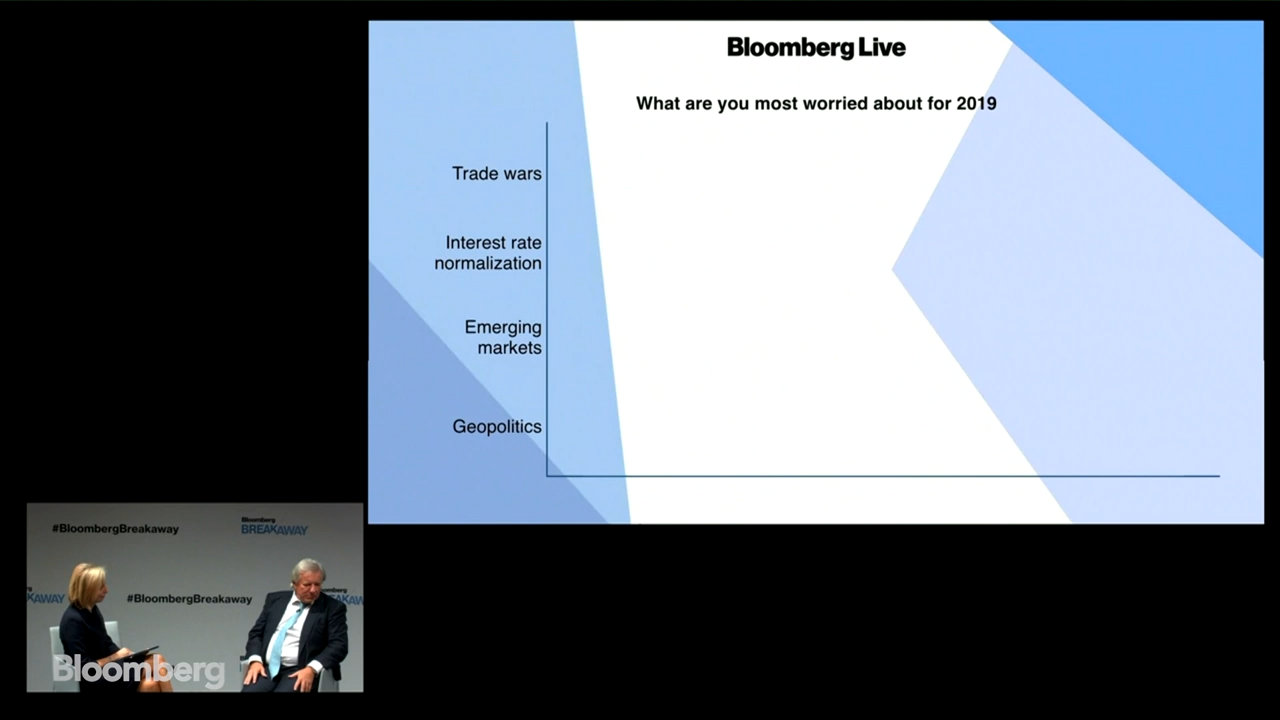 Bloomberg Live
What are you most worried about for 2019
Trade wars
Interest rate
normalization
Emerging
markets
Geopolitics
#BloombergBreakaway
Bloomberg
BREAKAWAY
KAWAY
#BloombergBreakaway
Bloomberg